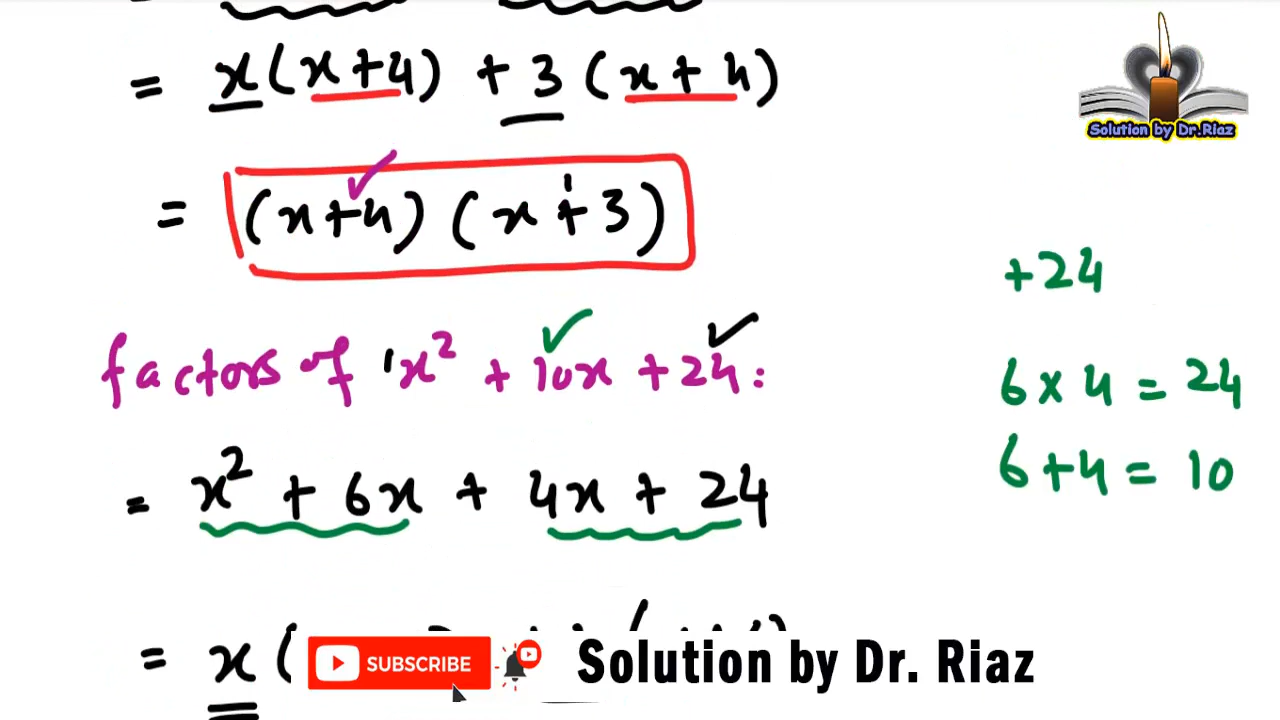 = x(x+4) + 3(x+4)
= (x+4)(x+3)
factors of 1x² + 10x + 24:
= x² + 6x + 4x + 24
= x(
+24
6 x 4 = 24
6 + 4 = 10
Solution by Dr.Riaz
SUBSCRIBE
Solution by Dr. Riaz